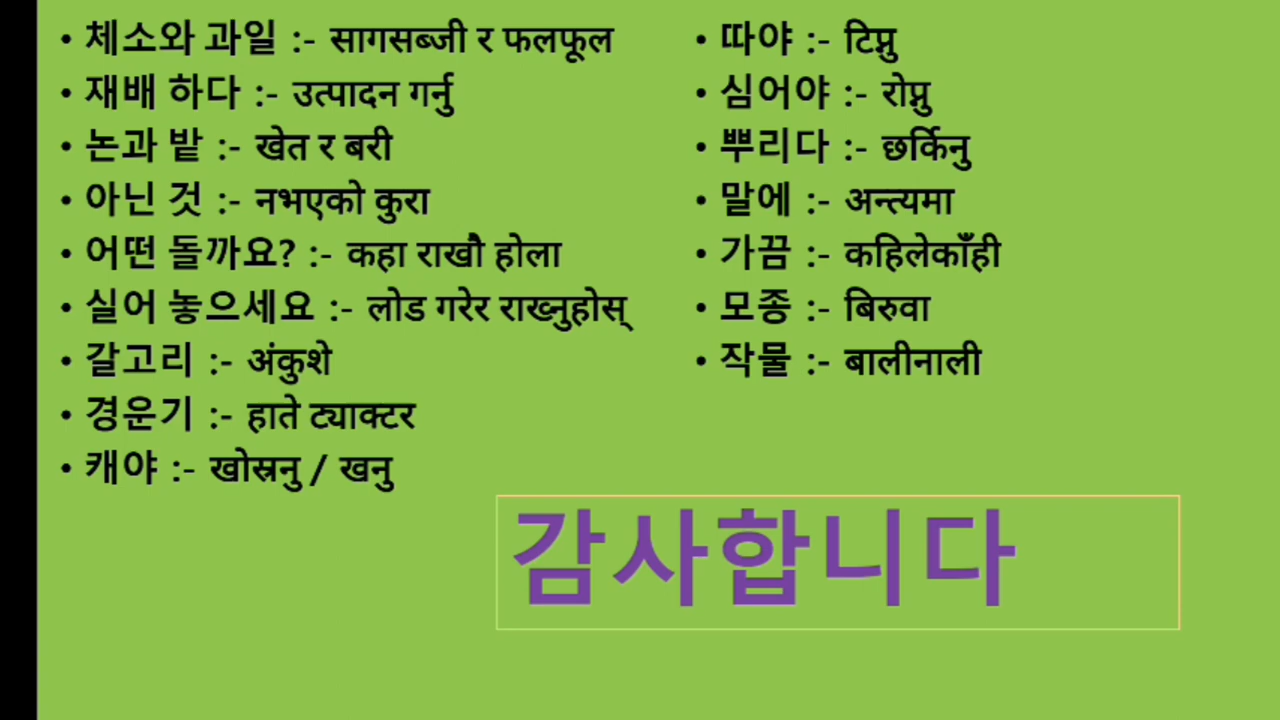 • 체소와 과일 :- सागसब्जी र फलफूल
• 재배 하다 :- उत्पादन गर्नु
• 논과 밭 :- खेत र बरी
• 아닌 것 :- नभएको कुरा
• 어떤 돌까요? :- कहा राखौ होला
• 실어 놓으세요 :- लोड गरेर राख्नुहोस्
• 갈고리 :- अंकुशे
• 경운기 :- हाते ट्याक्टर
• 캐야 :- खोस्रनु / खनु
• 따야 :- टिप्नु
• 심어야 :- रोप्नु
• 뿌리다 :- छर्किनु
• 말에 :- अन्त्यमा
• 가끔 :- कहिलेकाँही
• 모종 :- बिरुवा
• 작물 :- बालीनाली
감사합니다